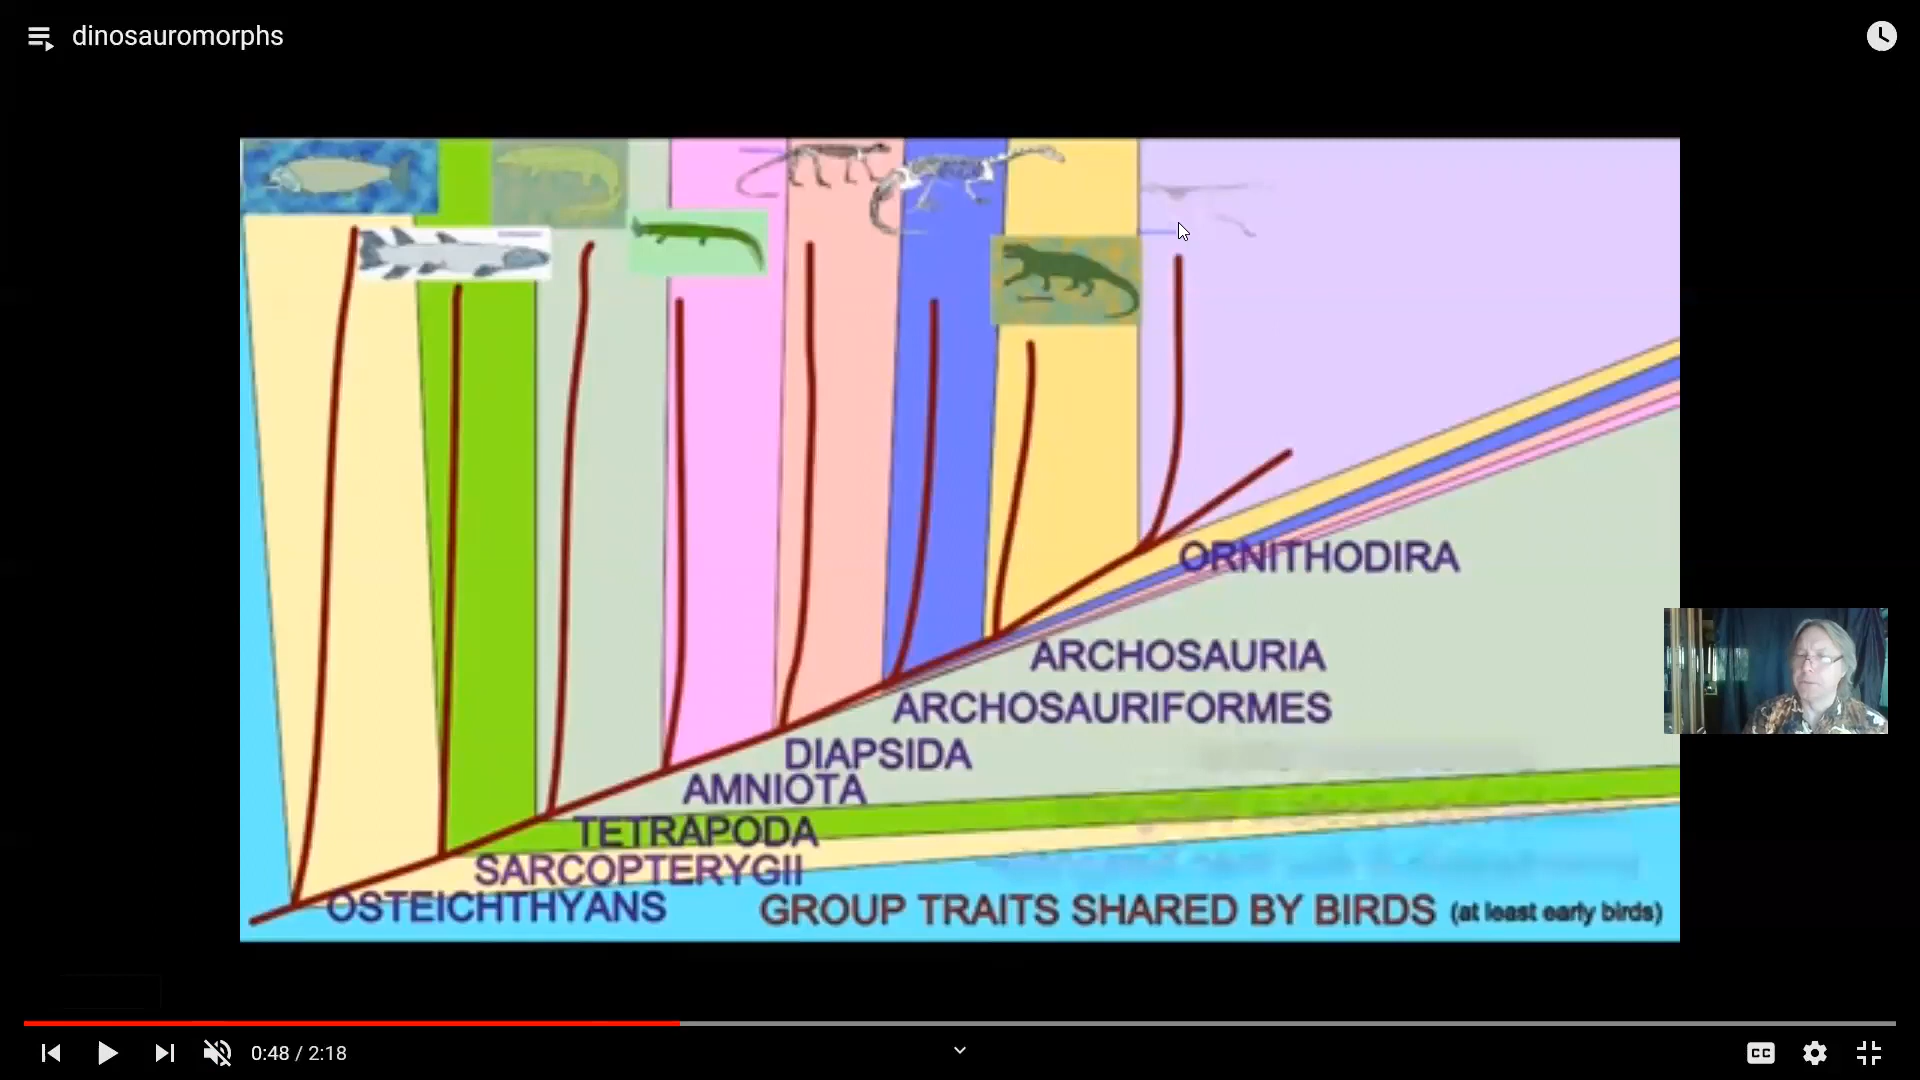 dinosauromorphs
ORNITHODIRA
ARCHOSAURIA
ARCHOSAURIFORMES
DIAPSIDA
AMNIOTA
TETRAPODA
SARCOPTERYGII
OSTEICHTHYANS
GROUP TRAITS SHARED BY BIRDS (at least early birds)
0:48 / 2:18
CC